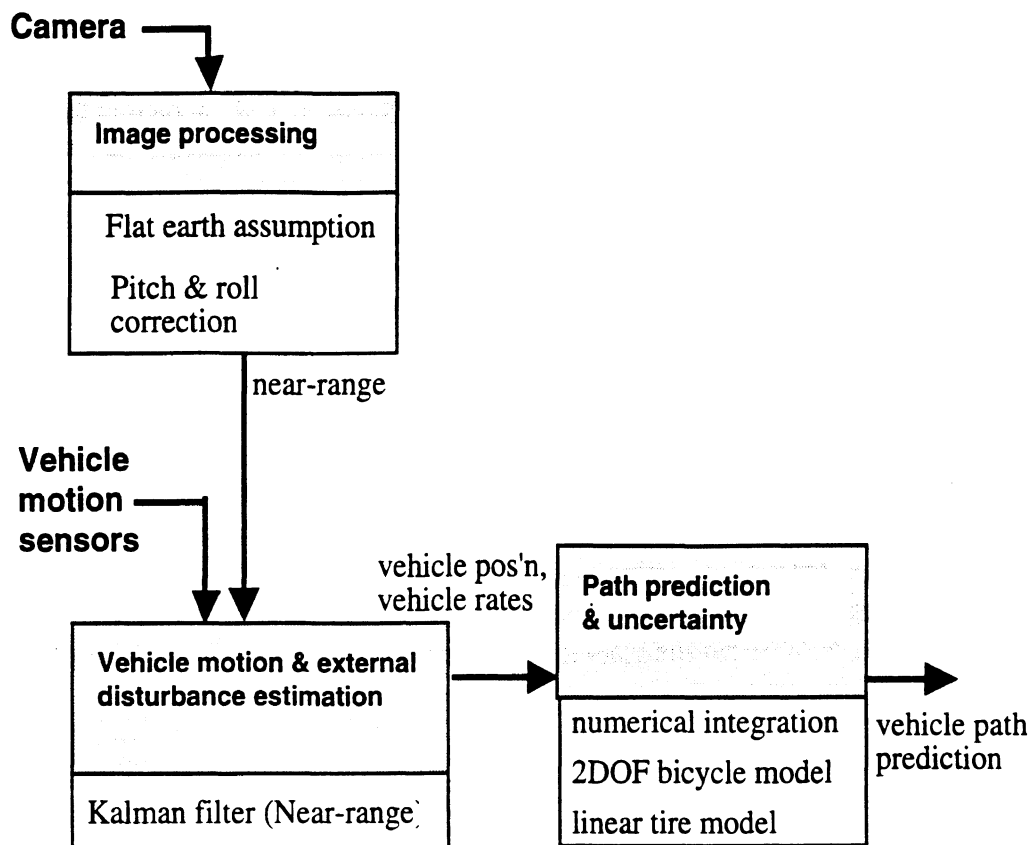 Camera
Image processing
Flat earth assumption
Pitch & roll
correction
near-range
Vehicle
motion
sensors
vehicle pos'n,
vehicle rates
Path prediction
& uncertainty
Vehicle motion & external
disturbance estimation
numerical integration
2DOF bicycle model
linear tire model
vehicle path
prediction
Kalman filter (Near-range)